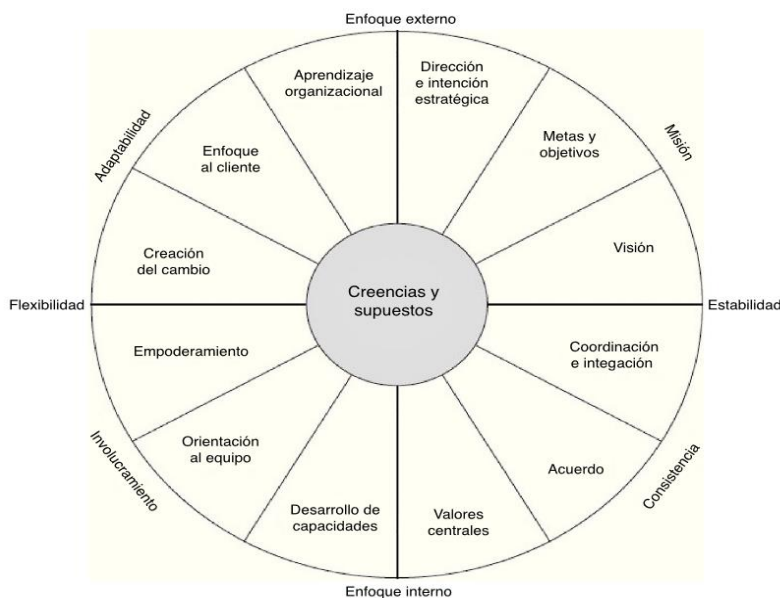 Enfoque externo
Aprendizaje
organizacional
Dirección
e intención
estratégica
Adaptabilidad
Enfoque
al cliente
Metas y
objetivos
Misión
Creación
del cambio
Visión
Creencias y
supuestos
Flexibilidad
Estabilidad
Empoderamiento
Coordinación
e integación
Involucramiento
Orientación
al equipo
Acuerdo
Consistencia
Desarrollo de
capacidades
Valores
centrales
Enfoque interno